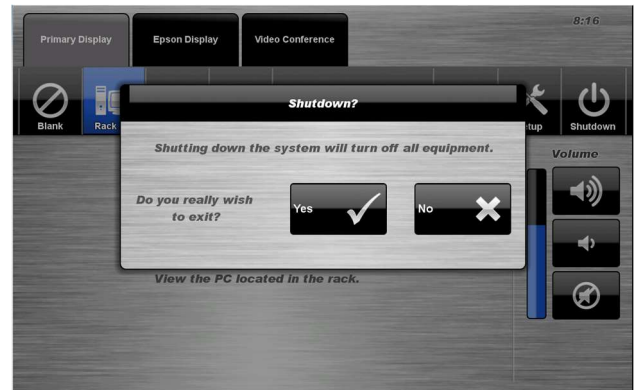 8:16
Primary Display
Epson Display
Video Conference
Blank
Rack
Shutdown
Shutdown?
Shutting down the system will turn off all equipment.
Do you really wish
to exit?
Yes
No
Volume
View the PC located in the rack.